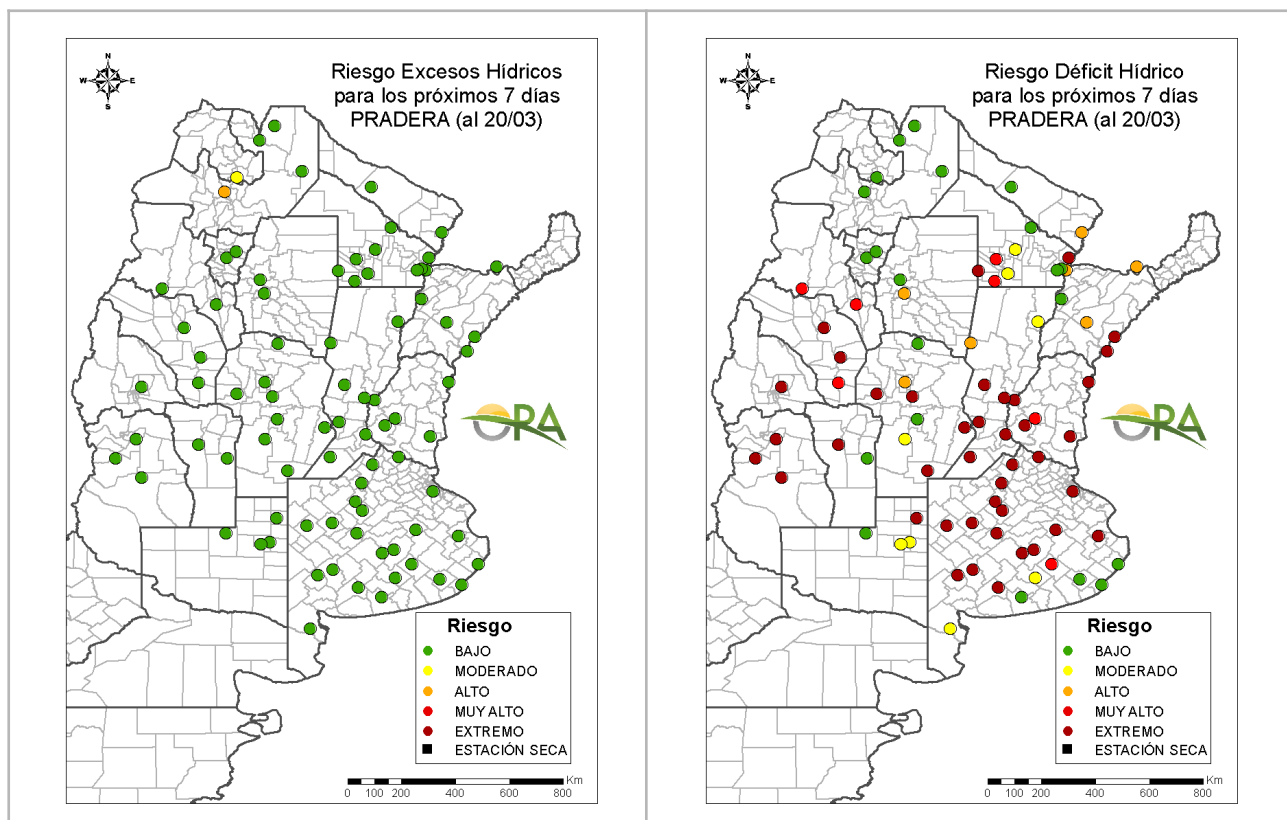 N
W
E
S
Riesgo Excesos Hídricos
para los próximos 7 días
PRADERA (al 20/03)
ORA
Riesgo
BAJO
MODERADO
ALTO
MUY ALTO
EXTREMO
ESTACIÓN SECA
Km
0 100 200 400 600 800
N
W
E
S
Riesgo Déficit Hídrico
para los próximos 7 días
PRADERA (al 20/03)
ORA
Riesgo
BAJO
MODERADO
ALTO
MUY ALTO
EXTREMO
ESTACIÓN SECA
Km
0 100 200 400 600 800